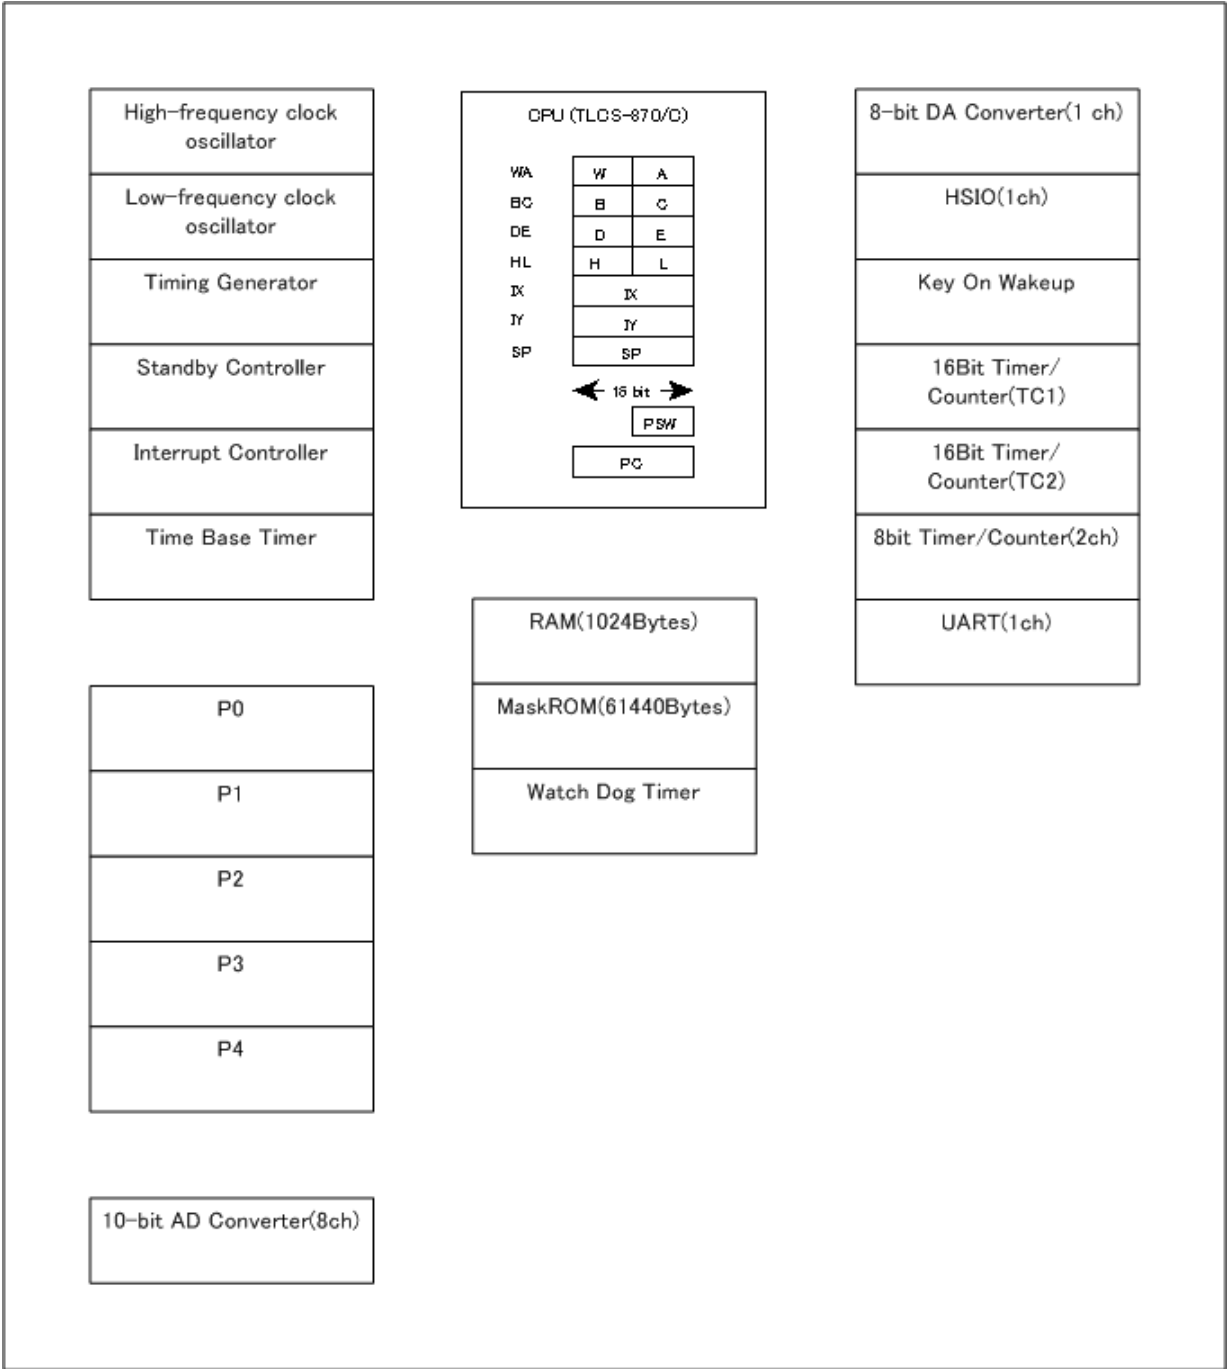 High-frequency clock
oscillator
Low-frequency clock
oscillator
Timing Generator
Standby Controller
Interrupt Controller
Time Base Timer
P0
P1
P2
P3
P4
10-bit AD Converter(8ch)
CPU (TLCS-870/C)
WA W A
BC B C
DE D E
HL H L
IX IX
IY IY
SP SP
16 bit
PSW
PC
RAM(1024Bytes)
MaskROM(61440Bytes)
Watch Dog Timer
8-bit DA Converter(1 ch)
HSIO(1ch)
Key On Wakeup
16Bit Timer/
Counter(TC1)
16Bit Timer/
Counter(TC2)
8bit Timer/Counter(2ch)
UART(1ch)